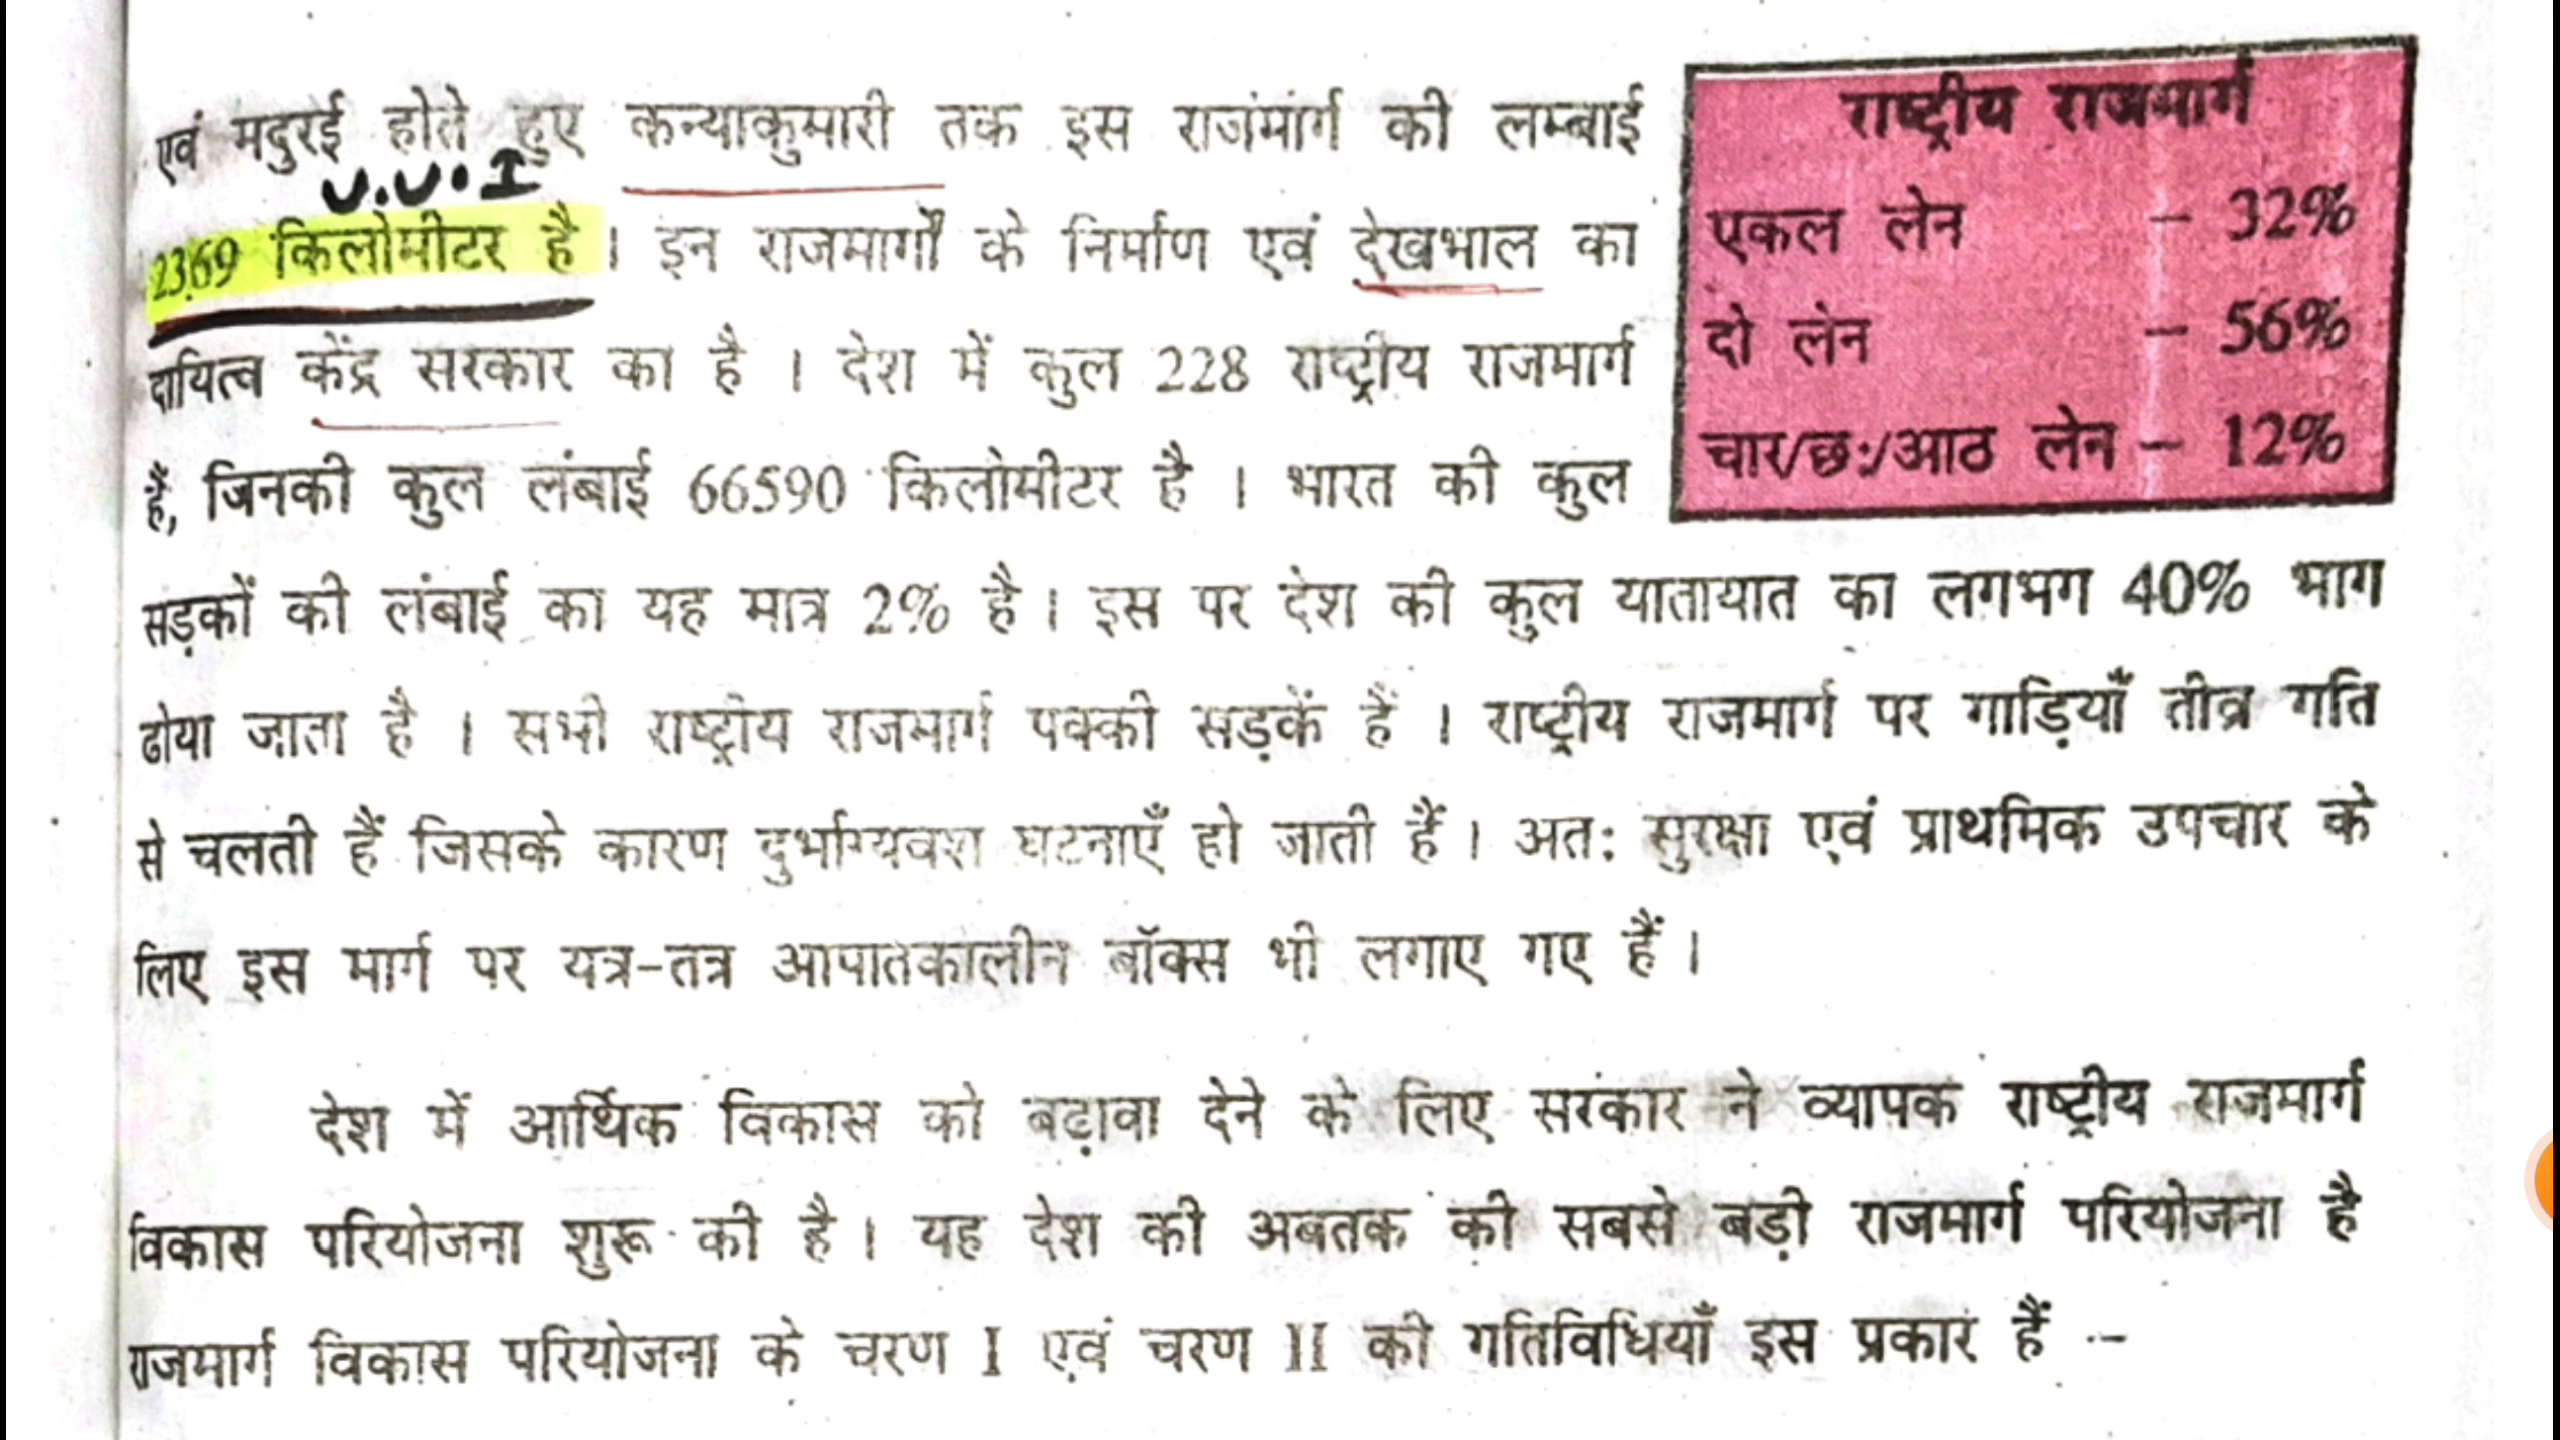 एवं मदुरई होते हुए कन्याकुमारी तक इस राजमार्ग की लम्बाई
V.V.I
2369 किलोमीटर है । इन राजमार्गों के निर्माण एवं देखभाल का
दायित्व केंद्र सरकार का है । देश में कुल 228 राष्ट्रीय राजमार्ग
हैं, जिनकी कुल लंबाई 66590 किलोमीटर है । भारत की कुल
राष्ट्रीय राजमार्ग
एकल लेन – 32%
दो लेन – 56%
चार/छः/आठ लेन – 12%
सड़कों की लंबाई का यह मात्र 2% है । इस पर देश की कुल यातायात का लगभग 40% भाग
ढोया जाता है । सभी राष्ट्रीय राजमार्ग पक्की सड़कें हैं । राष्ट्रीय राजमार्ग पर गाड़ियाँ तीव्र गति
से चलती हैं जिसके कारण दुर्भाग्यवश घटनाएँ हो जाती हैं । अतः सुरक्षा एवं प्राथमिक उपचार के
लिए इस मार्ग पर यत्र-तत्र आपातकालीन बॉक्स भी लगाए गए हैं ।
देश में आर्थिक विकास को बढ़ावा देने के लिए सरकार ने व्यापक राष्ट्रीय राजमार्ग
विकास परियोजना शुरू की है । यह देश की अबतक की सबसे बड़ी राजमार्ग परियोजना है
राजमार्ग विकास परियोजना के चरण I एवं चरण II की गतिविधियाँ इस प्रकार हैं :–